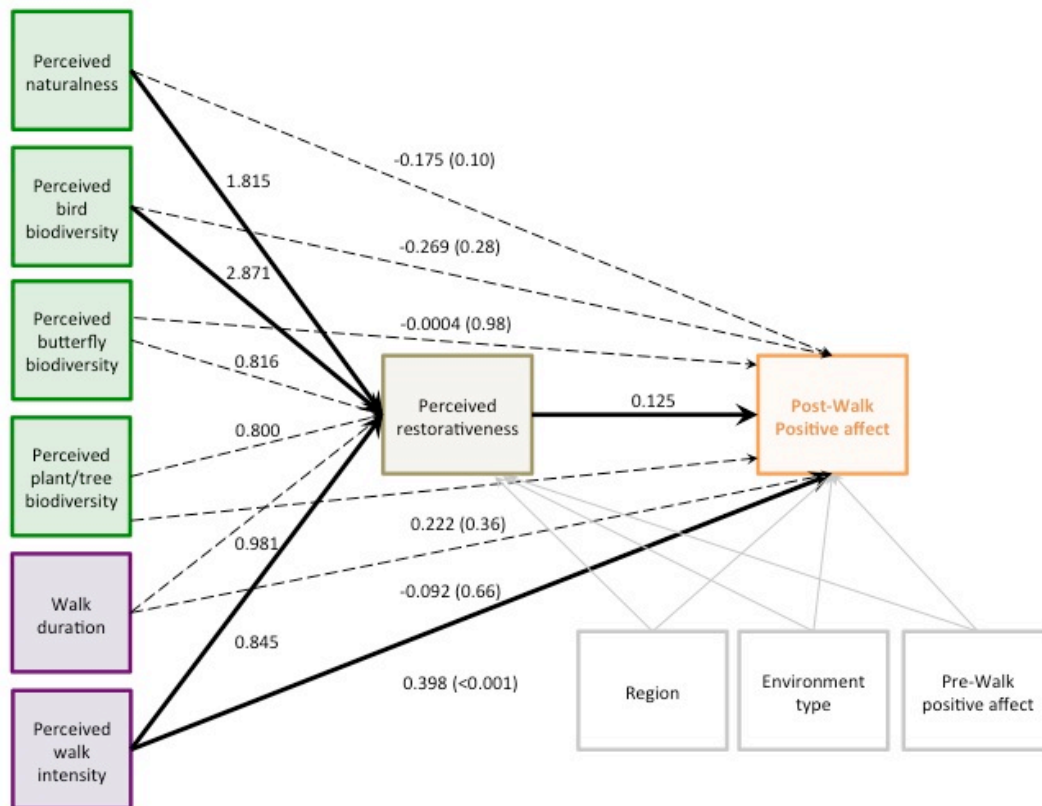 Perceived
naturalness
-0.175 (0.10)
1.815
Perceived
bird
biodiversity
-0.269 (0.28)
2.871
Perceived
butterfly
biodiversity
-0.0004 (0.98)
0.816
Perceived
restorativeness
0.125
Post-Walk
Positive affect
Perceived
plant/tree
biodiversity
0.800
0.222 (0.36)
0.981
Walk
duration
-0.092 (0.66)
0.845
Perceived
walk
intensity
0.398 (<0.001)
Region
Environment
type
Pre-Walk
positive affect